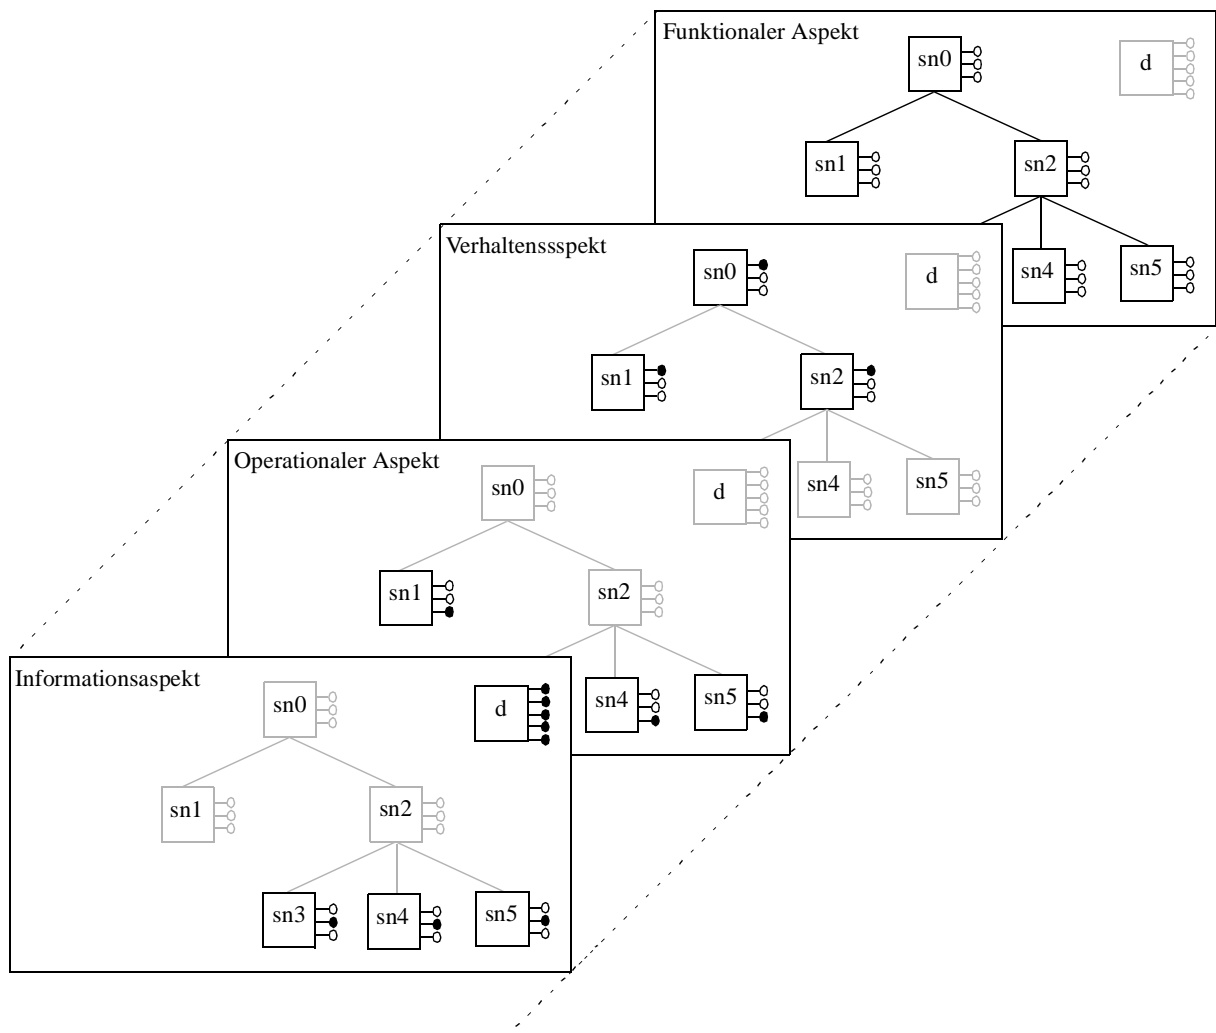 Funktionaler Aspekt
sn0
d
sn1
sn2
sn4
sn5
Verhaltenssspekt
sn0
d
sn1
sn2
sn4
sn5
Operationaler Aspekt
sn0
d
sn1
sn2
sn4
sn5
Informationsaspekt
sn0
d
sn1
sn2
sn3
sn4
sn5